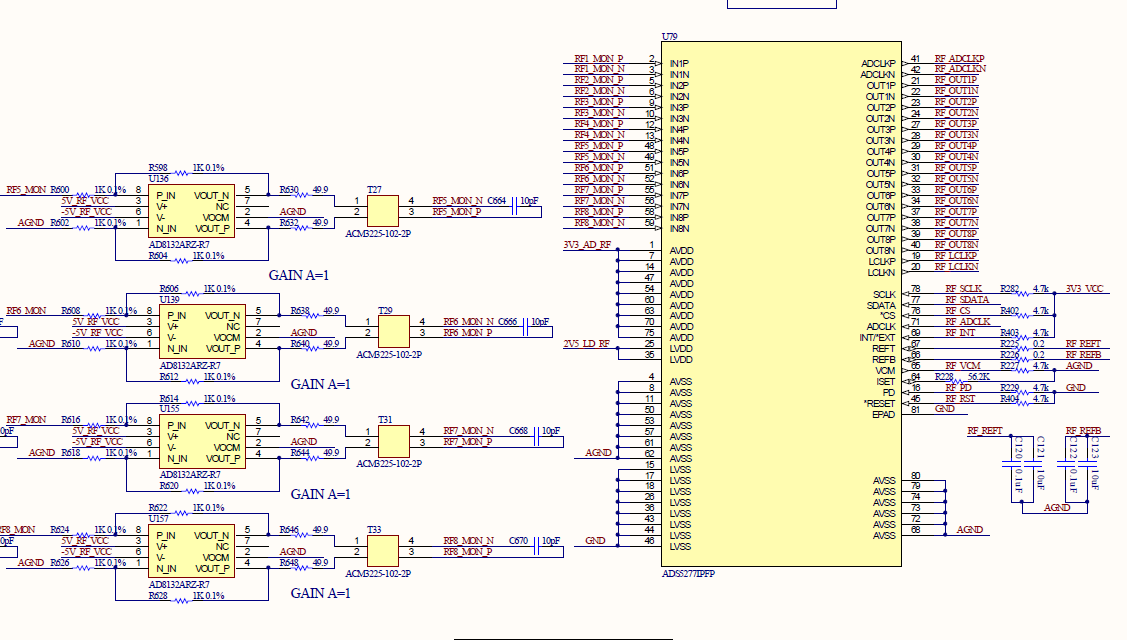 R598 1K 0.1%
U136
RF5_MON R600 1K 0.1% 8 P_IN VOUT_N 5 R630 49.9 T27
5V_RF_VCC 3 V+ NC 7 1 4 RF5_MON_N C664 10pF
-5V_RF_VCC 6 V- VOCM 2 AGND 2 3 RF5_MON_P
AGND R602 1K 0.1% 1 N_IN VOUT_P 4 R632 49.9
AD8132ARZ-R7 ACM3225-102-2P
R604 1K 0.1%
GAIN A=1
R606 1K 0.1%
U139
RF6_MON R608 1K 0.1% 8 P_IN VOUT_N 5 R638 49.9 T29
5V_RF_VCC 3 V+ NC 7 1 4 RF6_MON_N C666 10pF
-5V_RF_VCC 6 V- VOCM 2 AGND 2 3 RF6_MON_P
AGND R610 1K 0.1% 1 N_IN VOUT_P 4 R640 49.9
AD8132ARZ-R7 ACM3225-102-2P
R612 1K 0.1%
GAIN A=1
R614 1K 0.1%
U155
RF7_MON R616 1K 0.1% 8 P_IN VOUT_N 5 R642 49.9 T31
0pF 5V_RF_VCC 3 V+ NC 7 1 4 RF7_MON_N C668 10pF
-5V_RF_VCC 6 V- VOCM 2 AGND 2 3 RF7_MON_P
AGND R618 1K 0.1% 1 N_IN VOUT_P 4 R644 49.9
AD8132ARZ-R7 ACM3225-102-2P
R620 1K 0.1%
GAIN A=1
R622 1K 0.1%
U157
RF8_MON R624 1K 0.1% 8 P_IN VOUT_N 5 R646 49.9 T33
0pF 5V_RF_VCC 3 V+ NC 7 1 4 RF8_MON_N C670 10pF
-5V_RF_VCC 6 V- VOCM 2 AGND 2 3 RF8_MON_P
AGND R626 1K 0.1% 1 N_IN VOUT_P 4 R648 49.9
AD8132ARZ-R7 ACM3225-102-2P
R628 1K 0.1%
GAIN A=1
U79
RF1_MON_P 2 IN1P
RF1_MON_N 3 IN1N
RF2_MON_P 5 IN2P
RF2_MON_N 6 IN2N
RF3_MON_P 9 IN3P
RF3_MON_N 10 IN3N
RF4_MON_P 12 IN4P
RF4_MON_N 13 IN4N
RF5_MON_P 48 IN5P
RF5_MON_N 49 IN5N
RF6_MON_P 51 IN6P
RF6_MON_N 52 IN6N
RF7_MON_P 55 IN7P
RF7_MON_N 56 IN7N
RF8_MON_P 58 IN8P
RF8_MON_N 59 IN8N
3V3_AD_RF 1 AVDD
7 AVDD
14 AVDD
47 AVDD
54 AVDD
60 AVDD
63 AVDD
70 AVDD
75 AVDD
2V5_LD_RF 25 LVDD
35 LVDD
4 AVSS
8 AVSS
11 AVSS
50 AVSS
53 AVSS
57 AVSS
61 AVSS
AGND 62 AVSS
15 LVSS
17 LVSS
18 LVSS
26 LVSS
36 LVSS
43 LVSS
44 LVSS
GND 46 LVSS
ADS5277IPFP
ADCLKP 41 RF_ADCLKP
ADCLKN 42 RF_ADCLKN
OUT1P 21 RF_OUT1P
OUT1N 22 RF_OUT1N
OUT2P 23 RF_OUT2P
OUT2N 24 RF_OUT2N
OUT3P 27 RF_OUT3P
OUT3N 28 RF_OUT3N
OUT4P 29 RF_OUT4P
OUT4N 30 RF_OUT4N
OUT5P 31 RF_OUT5P
OUT5N 32 RF_OUT5N
OUT6P 33 RF_OUT6P
OUT6N 34 RF_OUT6N
OUT7P 37 RF_OUT7P
OUT7N 38 RF_OUT7N
OUT8P 39 RF_OUT8P
OUT8N 40 RF_OUT8N
LCLKP 19 RF_LCLKP
LCLKN 20 RF_LCLKN
SCLK 78 RF_SCLK R282 4.7k 3V3_VCC
SDATA 77 RF_SDATA
*CS 76 RF_CS R402 4.7k
ADCLK 71 RF_ADCLK
INT/*EXT 69 RF_INT R403 4.7k
REFT 67 R225 0.2 RF_REFT
REFB 66 R226 0.2 RF_REFB
VCM 65 RF_VCM R227 4.7k AGND
ISET 64 R228 56.2K
PD 16 RF_PD R229 4.7k GND
*RESET 45 RF_RST R404 4.7k
EPAD 81 GND
RF_REFT RF_REFB
C120 0.1uF C121 10uF C122 0.1uF C123 10uF
AGND
AVSS 80
AVSS 79
AVSS 74
AVSS 73
AVSS 72
AVSS 68 AGND